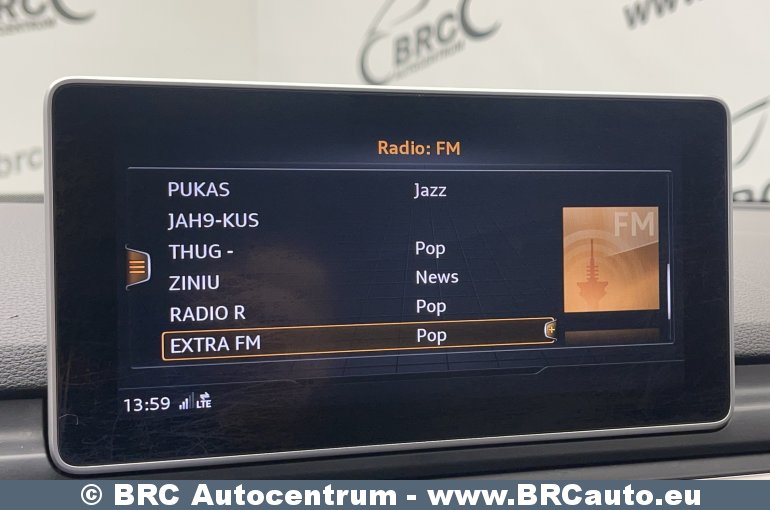 BRC
AUTOCENTRUM
Radio: FM
PUKAS Jazz
JAH9-KUS
THUG - Pop
ZINIU News
RADIO R Pop
EXTRA FM Pop
FM
13:59 LTE
© BRC Autocentrum - www.BRCauto.eu